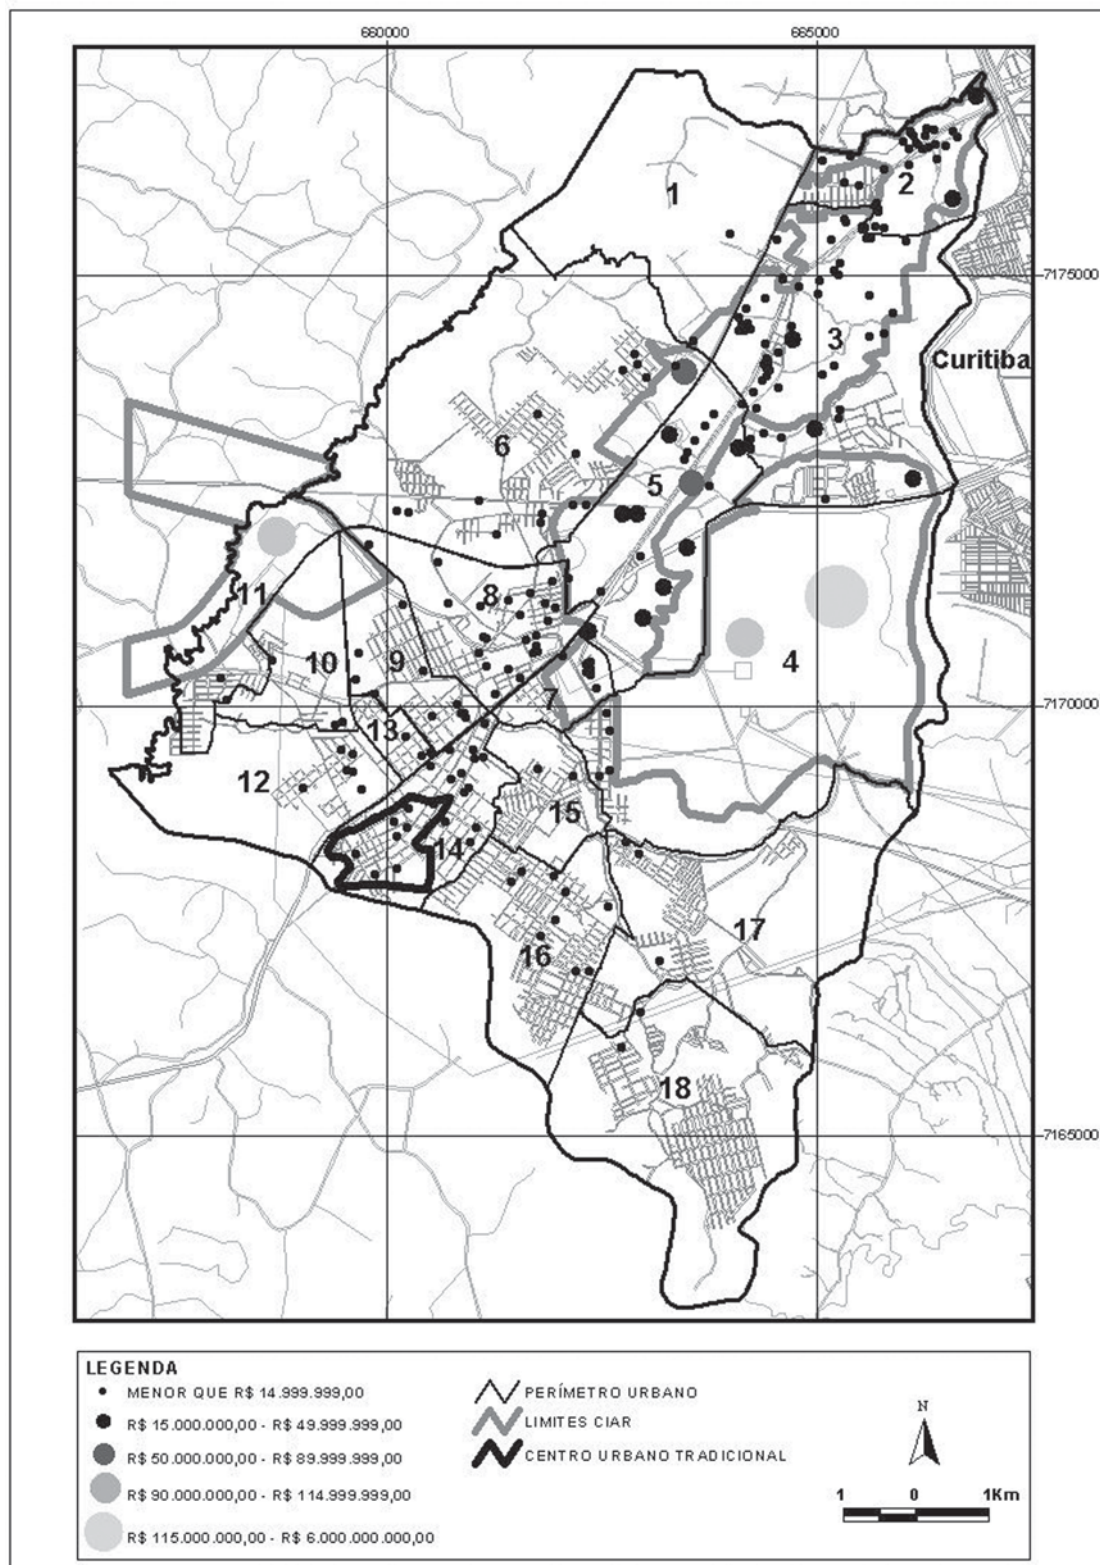 660000
665000
1
2
7175000
3
Curitiba
6
5
11
8
4
10
9
7
7170000
13
12
15
14
17
16
18
7165000
LEGENDA
MENOR QUE R$ 14.999.999,00
R$ 15.000.000,00 - R$ 49.999.999,00
R$ 50.000.000,00 - R$ 89.999.999,00
R$ 90.000.000,00 - R$ 114.999.999,00
R$ 115.000.000,00 - R$ 6.000.000.000,00
PERÍMETRO URBANO
LIMITES CIAR
CENTRO URBANO TRADICIONAL
N
1 0 1Km